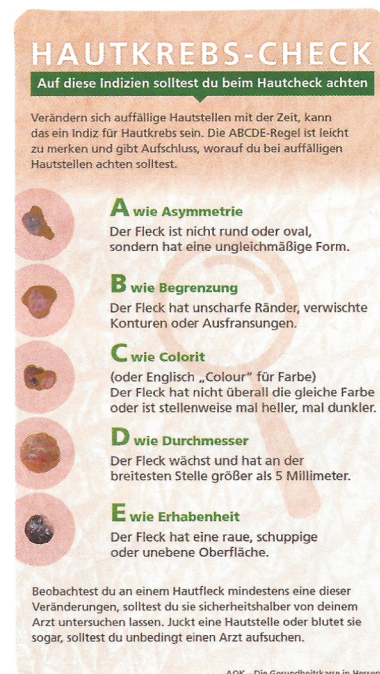 HAUTKREBS-CHECK
Auf diese Indizien solltest du beim Hautcheck achten
Verändern sich auffällige Hautstellen mit der Zeit, kann
das ein Indiz für Hautkrebs sein. Die ABCDE-Regel ist leicht
zu merken und gibt Aufschluss, worauf du bei auffälligen
Hautstellen achten solltest.
A wie Asymmetrie
Der Fleck ist nicht rund oder oval,
sondern hat eine ungleichmäßige Form.
B wie Begrenzung
Der Fleck hat unscharfe Ränder, verwischte
Konturen oder Ausfransungen.
C wie Colorit
(oder Englisch „Colour“ für Farbe)
Der Fleck hat nicht überall die gleiche Farbe
oder ist stellenweise mal heller, mal dunkler.
D wie Durchmesser
Der Fleck wächst und hat an der
breitesten Stelle größer als 5 Millimeter.
E wie Erhabenheit
Der Fleck hat eine raue, schuppige
oder unebene Oberfläche.
Beobachtest du an einem Hautfleck mindestens eine dieser
Veränderungen, solltest du sie sicherheitshalber von deinem
Arzt untersuchen lassen. Juckt eine Hautstelle oder blutet sie
sogar, solltest du unbedingt einen Arzt aufsuchen.
AOK – Die Gesundheitskasse in Hessen